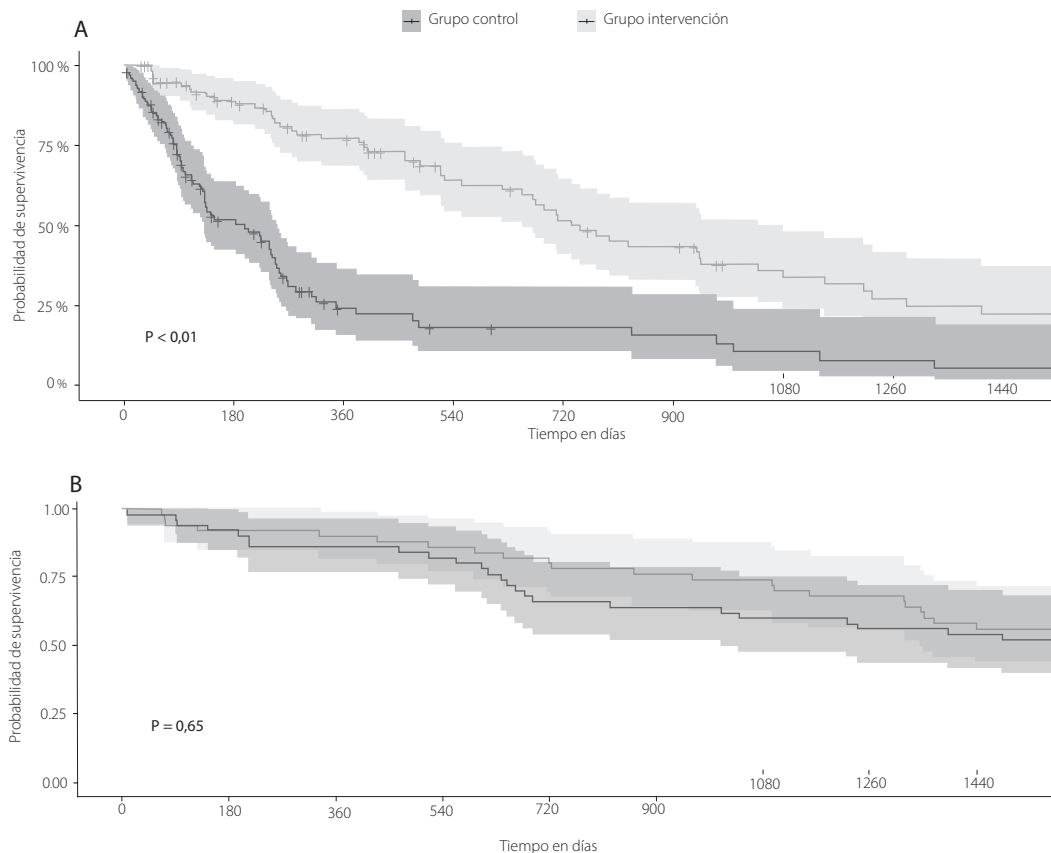 Grupo control Grupo intervención
A
100 %
75 %
50 %
25 %
0 %
Probabilidad de supervivencia
P < 0,01
1080 1260 1440
0 180 360 540 720 900
Tiempo en días
B
1.00
0.75
0.50
0.25
0.00
Probabilidad de supervivencia
P = 0,65
1080 1260 1440
0 180 360 540 720 900
Tiempo en días